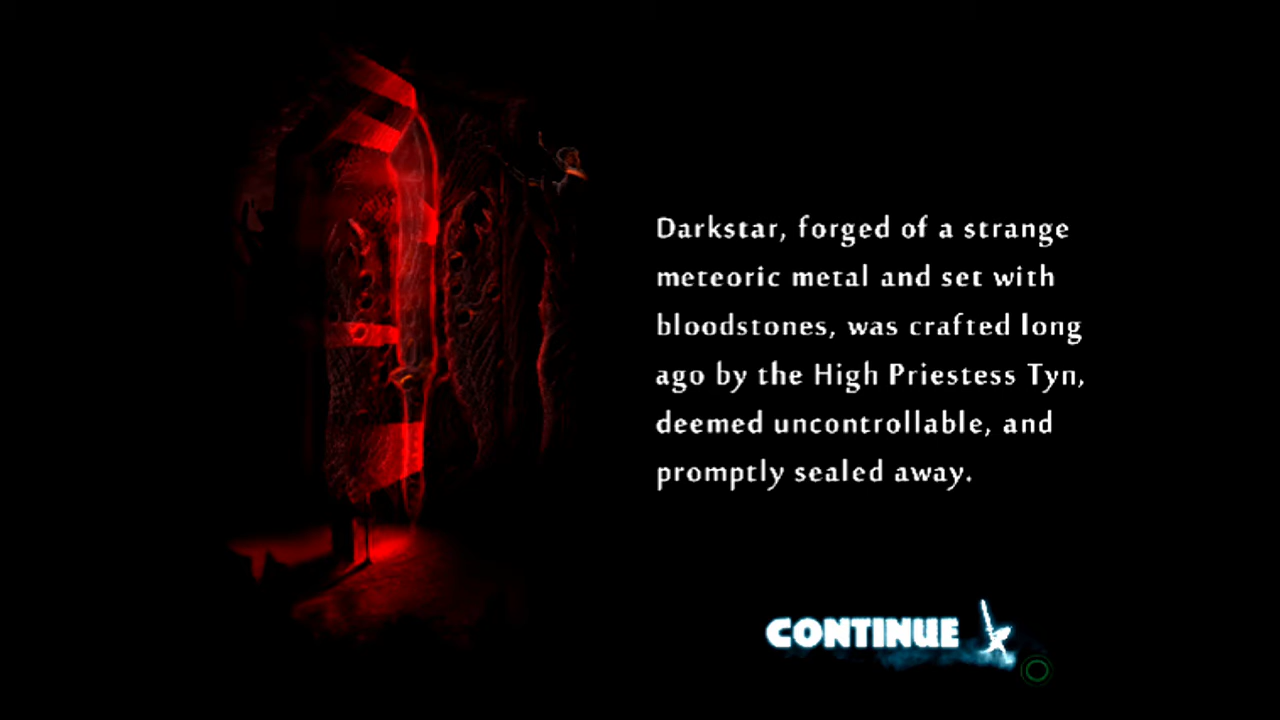 Darkstar, forged of a strange
meteoric metal and set with
bloodstones, was crafted long
ago by the High Priestess Tyn,
deemed uncontrollable, and
promptly sealed away.
CONTINUE